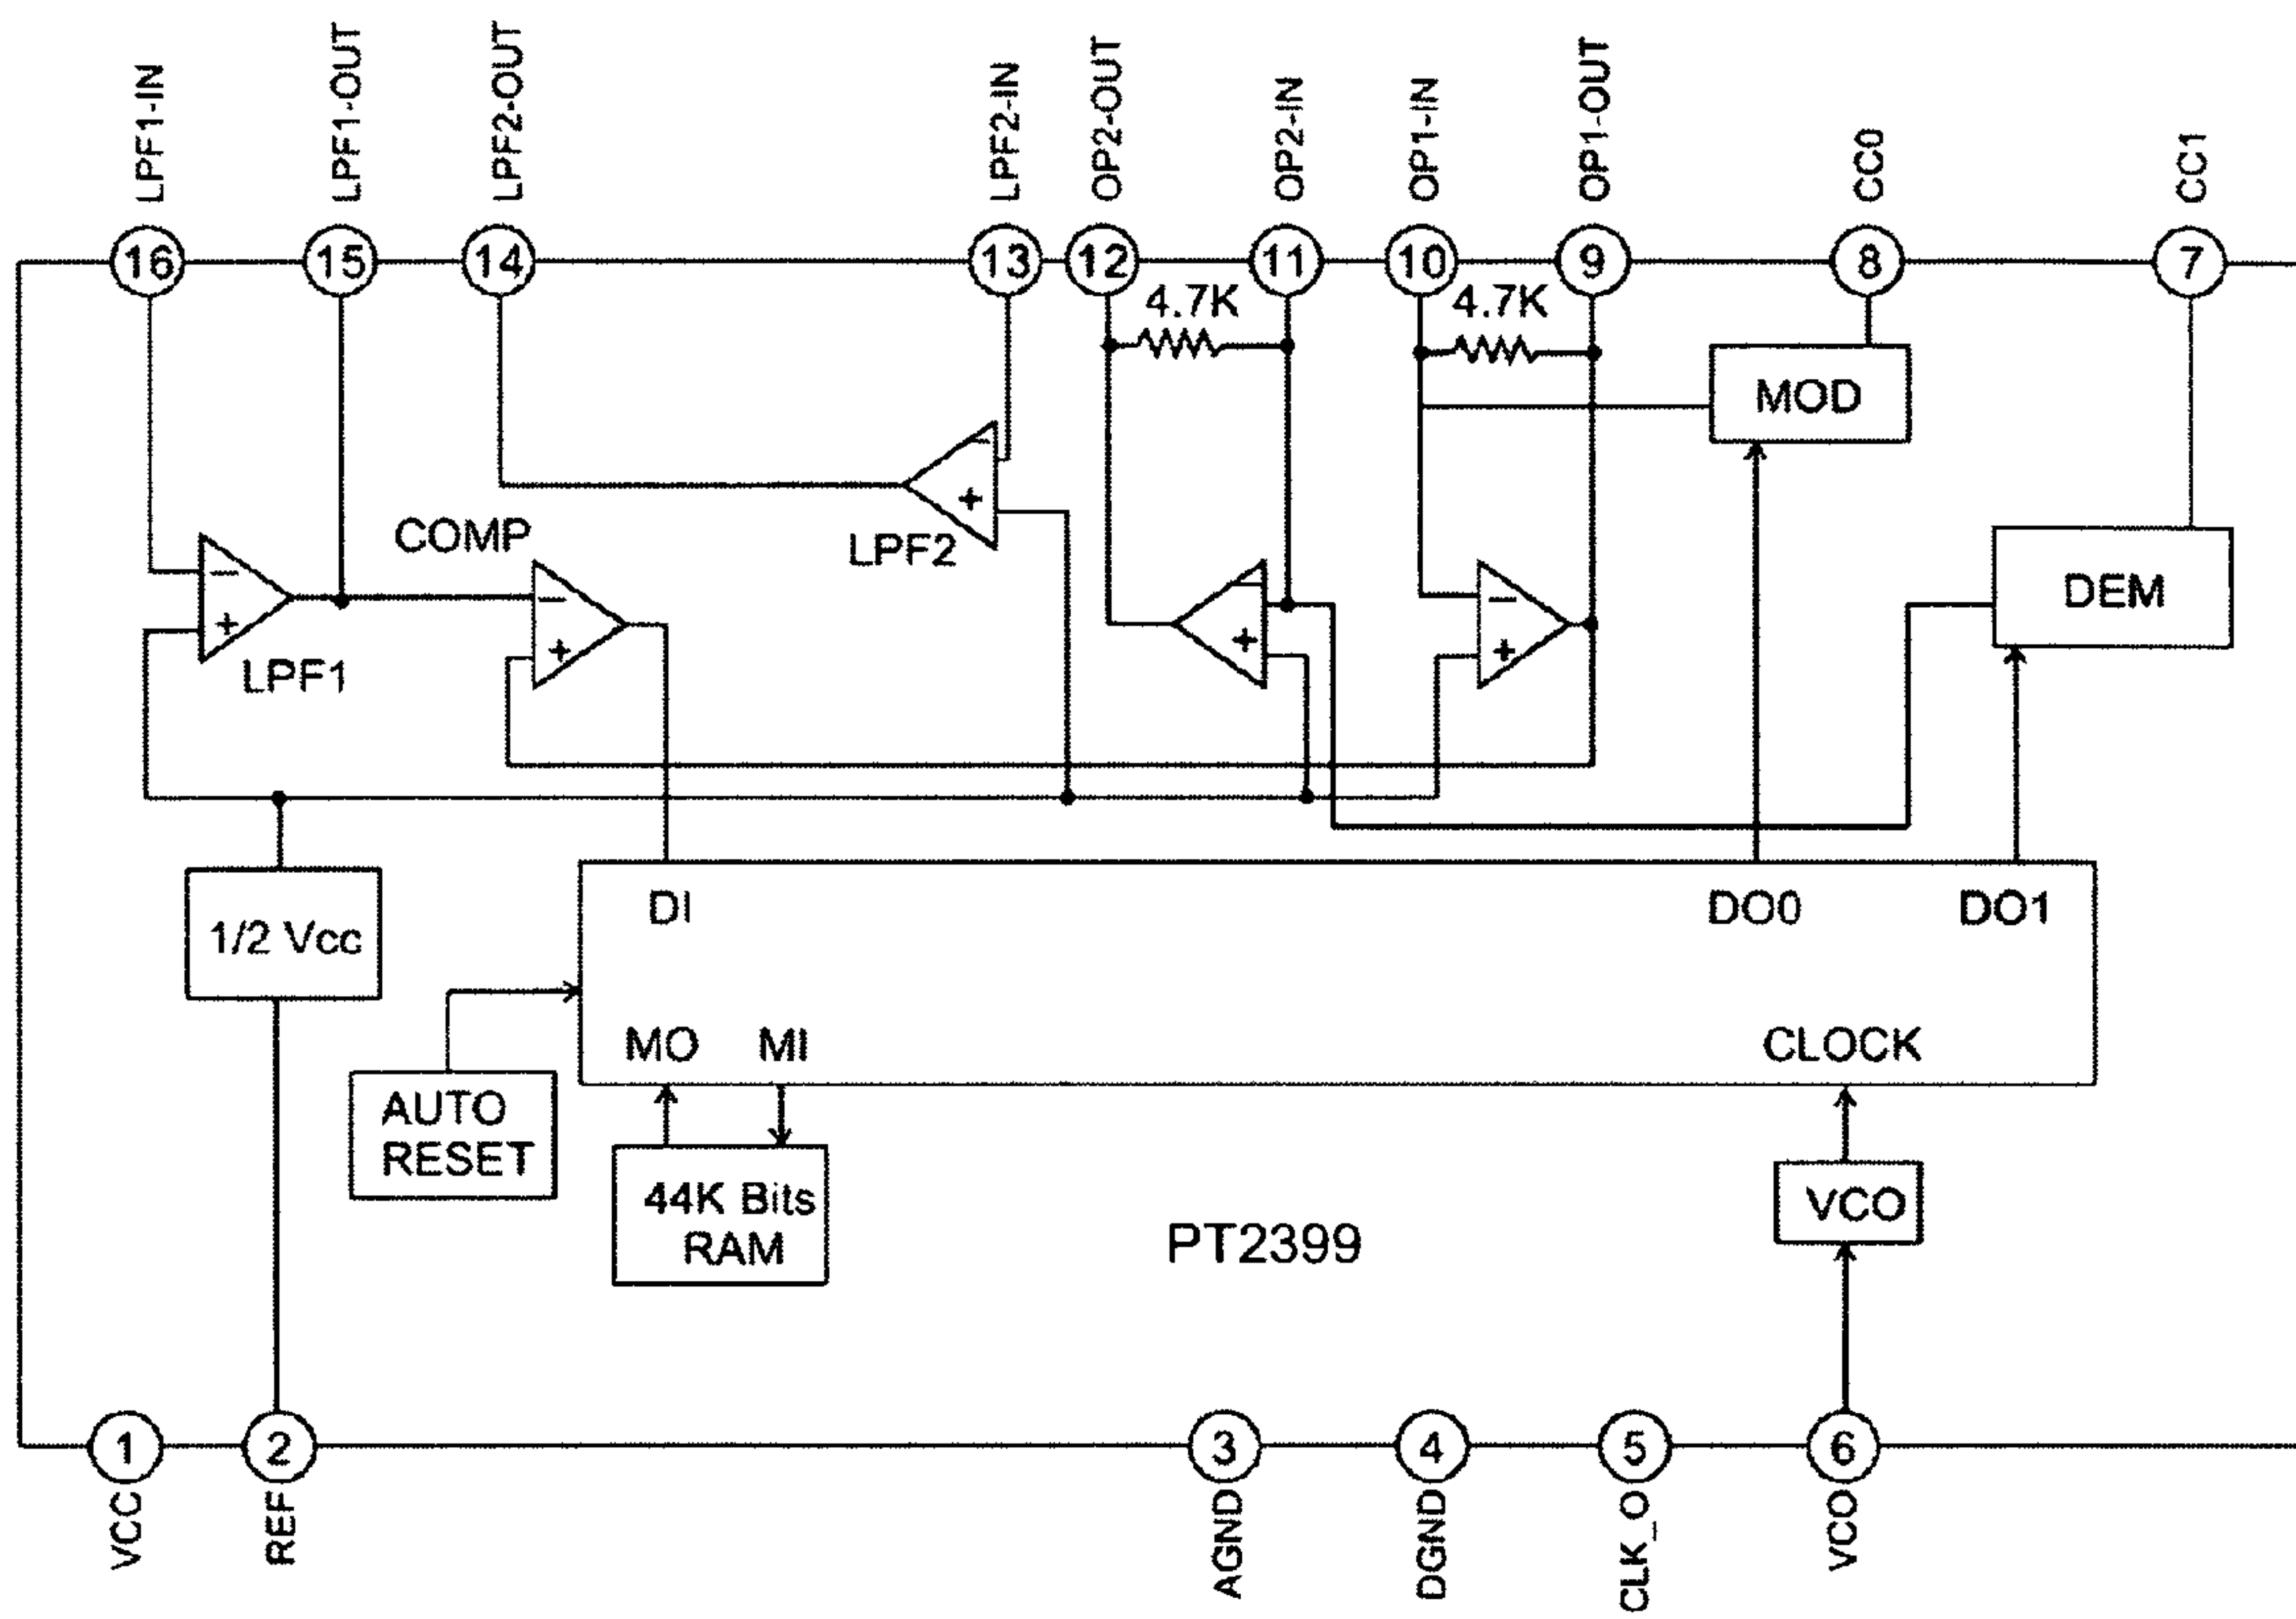 LPF1-IN
LPF1-OUT
LPF2-OUT
LPF2-IN
OP2-OUT
OP2-IN
OP1-IN
OP1-OUT
CC0
CC1
16
15
14
13
12
11
10
9
8
7
4.7K
4.7K
MOD
−
+
LPF2
COMP
−
+
LPF1
−
+
−
+
−
+
DEM
1/2 Vcc
DI
DO0
DO1
MO
MI
CLOCK
AUTO
RESET
44K Bits
RAM
VCO
PT2399
1
2
3
4
5
6
VCC
REF
AGND
DGND
CLK_O
VCO